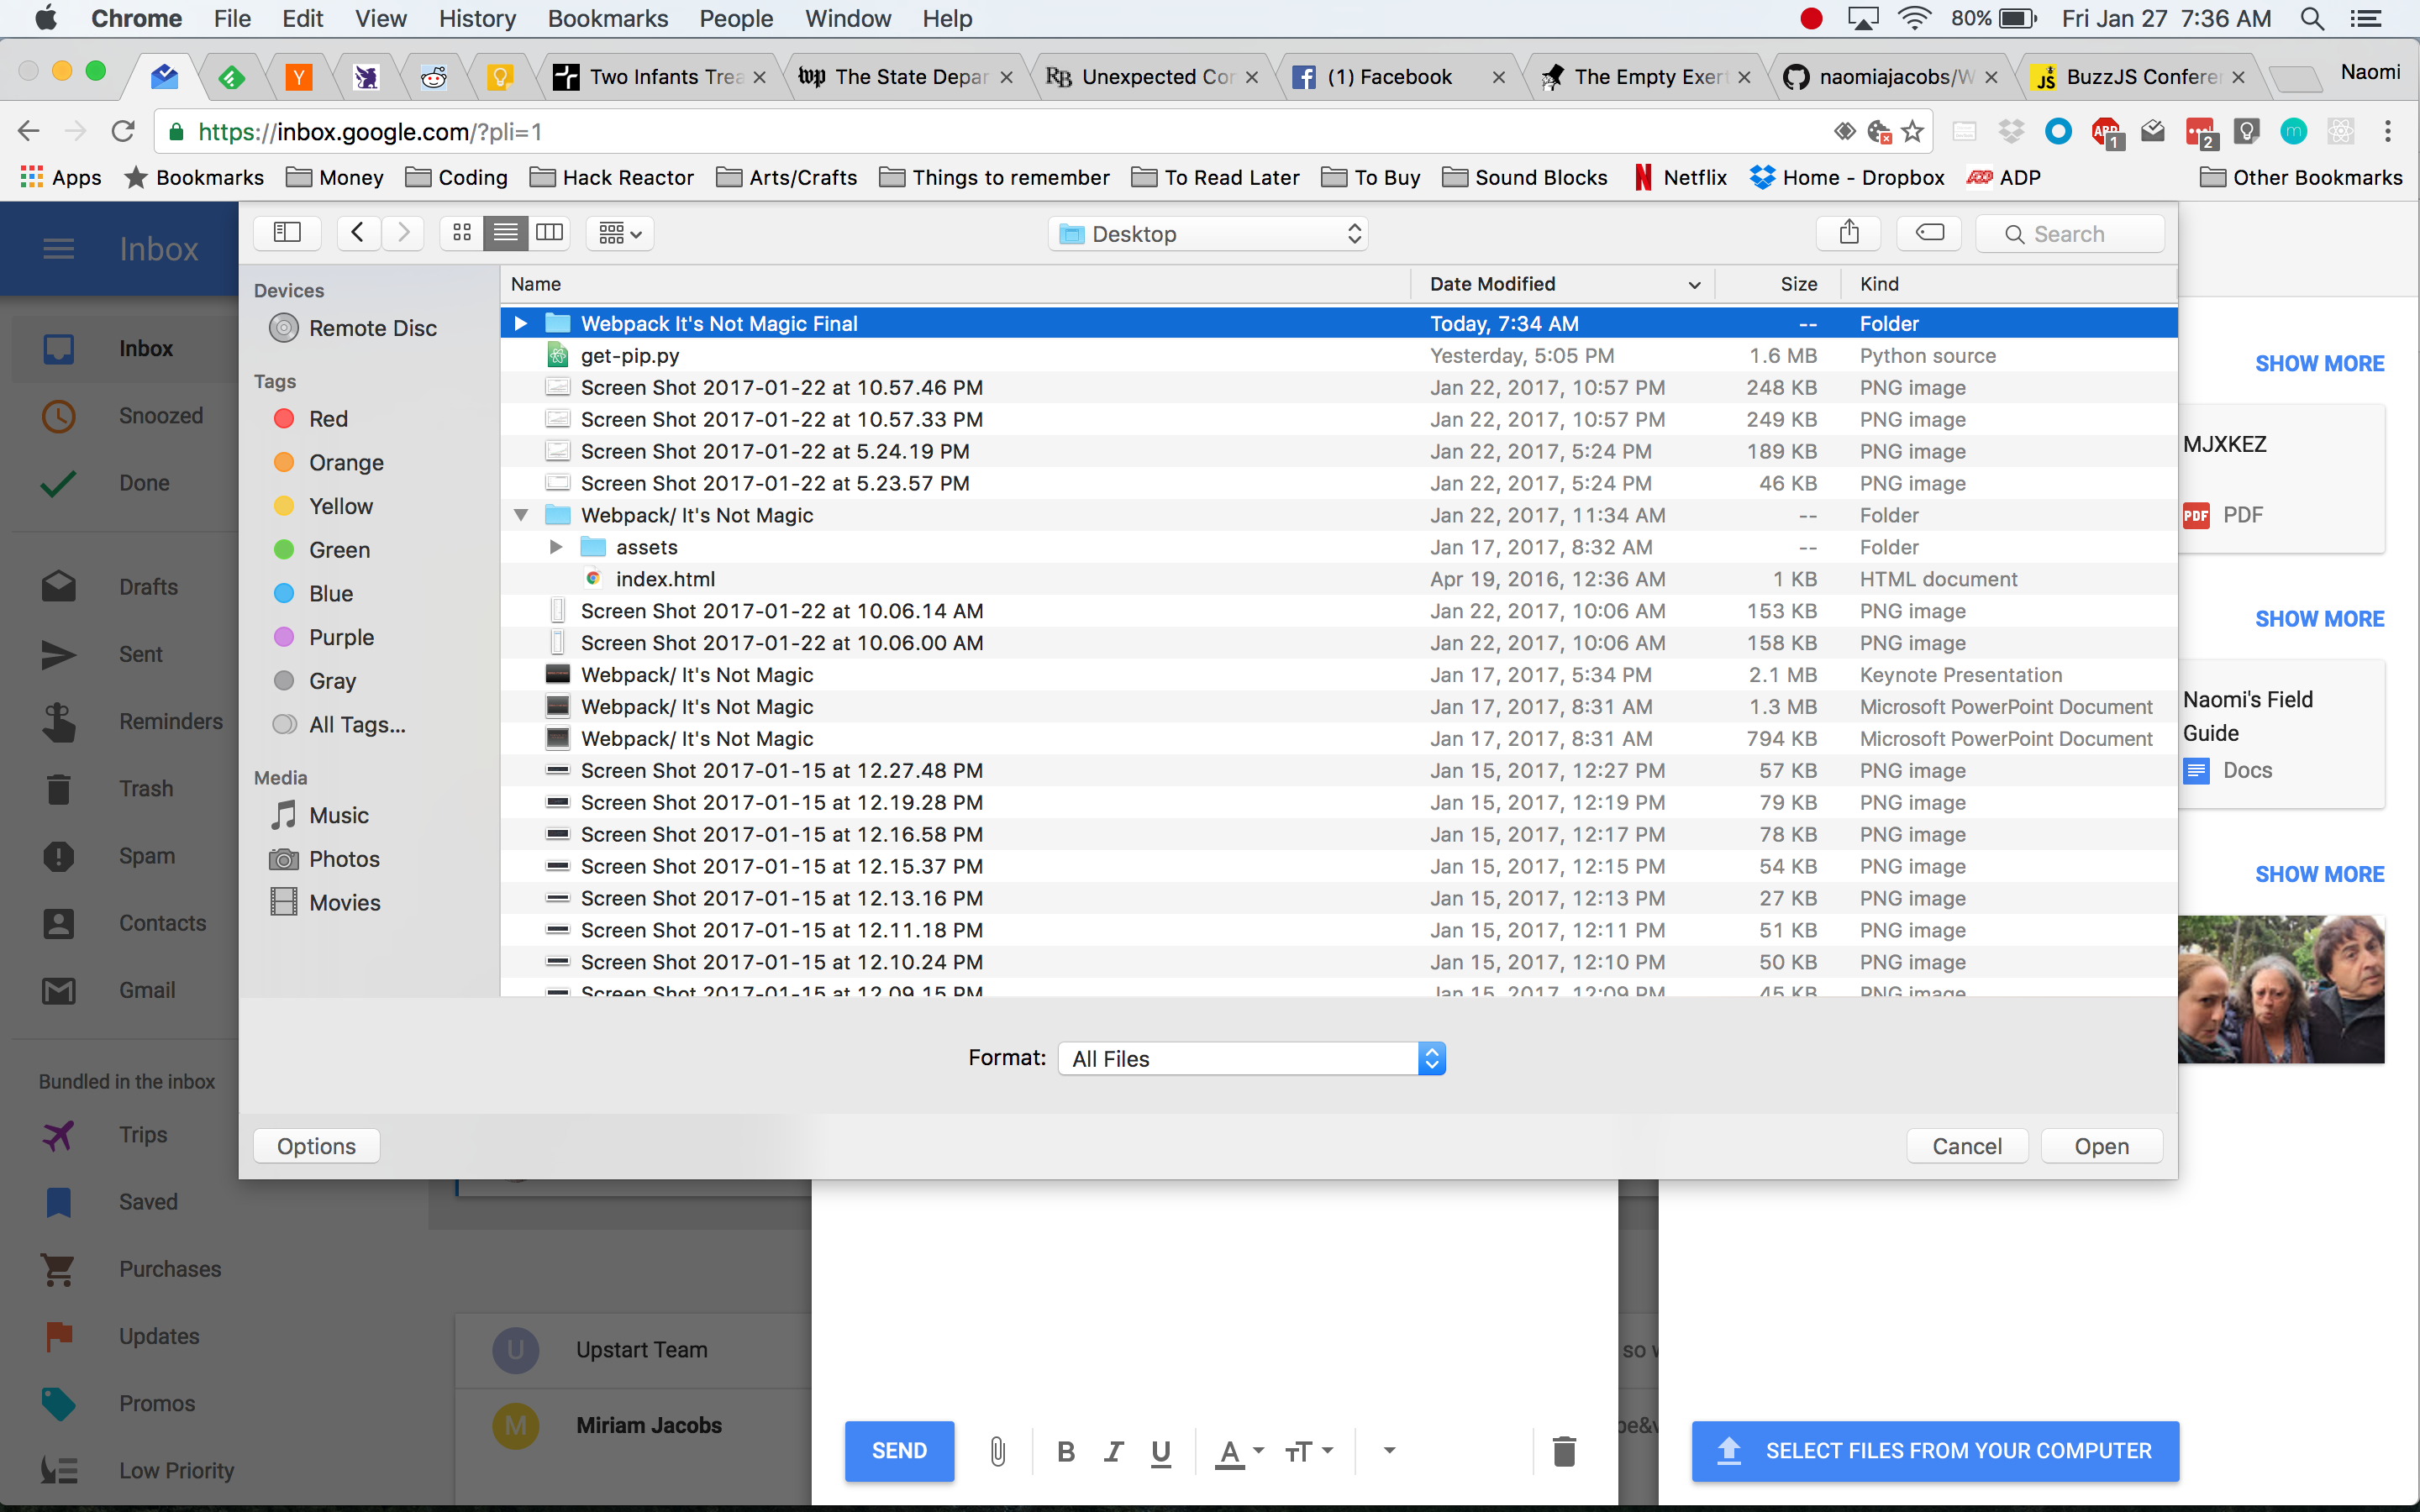 Chrome File Edit View History Bookmarks People Window Help 80% Fri Jan 27 7:36 AM
Two Infants Trea The State Depar Unexpected Cor (1) Facebook The Empty Exert naomiajacobs/W BuzzJS Conferer Naomi
https://inbox.google.com/?pli=1
Apps Bookmarks Money Coding Hack Reactor Arts/Crafts Things to remember To Read Later To Buy Sound Blocks Netflix Home - Dropbox ADP Other Bookmarks
Inbox
Desktop
Search
Devices
Remote Disc
Tags
Red
Orange
Yellow
Green
Blue
Purple
Gray
All Tags...
Media
Music
Photos
Movies
Name Date Modified Size Kind
Webpack It's Not Magic Final Today, 7:34 AM -- Folder
get-pip.py Yesterday, 5:05 PM 1.6 MB Python source
Screen Shot 2017-01-22 at 10.57.46 PM Jan 22, 2017, 10:57 PM 248 KB PNG image
Screen Shot 2017-01-22 at 10.57.33 PM Jan 22, 2017, 10:57 PM 249 KB PNG image
Screen Shot 2017-01-22 at 5.24.19 PM Jan 22, 2017, 5:24 PM 189 KB PNG image
Screen Shot 2017-01-22 at 5.23.57 PM Jan 22, 2017, 5:24 PM 46 KB PNG image
Webpack/ It's Not Magic Jan 22, 2017, 11:34 AM -- Folder
assets Jan 17, 2017, 8:32 AM -- Folder
index.html Apr 19, 2016, 12:36 AM 1 KB HTML document
Screen Shot 2017-01-22 at 10.06.14 AM Jan 22, 2017, 10:06 AM 153 KB PNG image
Screen Shot 2017-01-22 at 10.06.00 AM Jan 22, 2017, 10:06 AM 158 KB PNG image
Webpack/ It's Not Magic Jan 17, 2017, 5:34 PM 2.1 MB Keynote Presentation
Webpack/ It's Not Magic Jan 17, 2017, 8:31 AM 1.3 MB Microsoft PowerPoint Document
Webpack/ It's Not Magic Jan 17, 2017, 8:31 AM 794 KB Microsoft PowerPoint Document
Screen Shot 2017-01-15 at 12.27.48 PM Jan 15, 2017, 12:27 PM 57 KB PNG image
Screen Shot 2017-01-15 at 12.19.28 PM Jan 15, 2017, 12:19 PM 79 KB PNG image
Screen Shot 2017-01-15 at 12.16.58 PM Jan 15, 2017, 12:17 PM 78 KB PNG image
Screen Shot 2017-01-15 at 12.15.37 PM Jan 15, 2017, 12:15 PM 54 KB PNG image
Screen Shot 2017-01-15 at 12.13.16 PM Jan 15, 2017, 12:13 PM 27 KB PNG image
Screen Shot 2017-01-15 at 12.11.18 PM Jan 15, 2017, 12:11 PM 51 KB PNG image
Screen Shot 2017-01-15 at 12.10.24 PM Jan 15, 2017, 12:10 PM 50 KB PNG image
Screen Shot 2017-01-15 at 12.09.15 PM Jan 15, 2017, 12:09 PM 45 KB PNG image
Format: All Files
Options Cancel Open
Inbox
Snoozed
Done
Drafts
Sent
Reminders
Trash
Spam
Contacts
Gmail
Bundled in the inbox
Trips
Saved
Purchases
Updates
Promos
Low Priority
SHOW MORE
MJXKEZ
PDF PDF
SHOW MORE
Naomi's Field
Guide
Docs
SHOW MORE
U Upstart Team
so
M Miriam Jacobs
SEND B I U A TT
SELECT FILES FROM YOUR COMPUTER